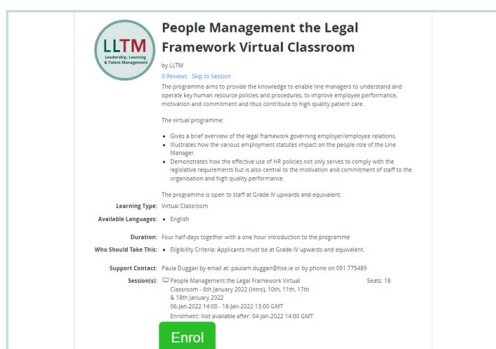 LLTM
Leadership, Learning
& Talent Management
People Management the Legal
Framework Virtual Classroom
by LLTM
0 Reviews Skip to Session
The programme aims to provide the knowledge to enable line managers to understand and
operate key human resource policies and procedures, to improve employee performance,
motivation and commitment and thus contribute to high quality patient care.
The virtual programme:
• Gives a brief overview of the legal framework governing employer/employee relations.
• Illustrates how the various employment statutes impact on the people role of the Line
Manager.
• Demonstrates how the effective use of HR policies not only serves to comply with the
legislative requirements but is also central to the motivation and commitment of staff to the
organisation and high quality performance.
The programme is open to staff at Grade IV upwards and equivalent.
Learning Type: Virtual Classroom
Available Languages: • English
Duration: Four half-days together with a one hour introduction to the programme
Who Should Take This: • Eligibility Criteria: Applicants must be at Grade IV upwards and equivalent.
Support Contact: Paula Duggan by email at: paulam.duggan@hse.ie or by phone on 091 775489
Session(s): People Management the Legal Framework Virtual Seats: 18
Classroom - 6th January 2022 (Intro), 10th, 11th, 17th
& 18th January 2022
06-Jan-2022 14:00 - 18-Jan-2022 13:00 GMT
Enrolment: Not available after: 04-Jan-2022 14:00 GMT
Enrol